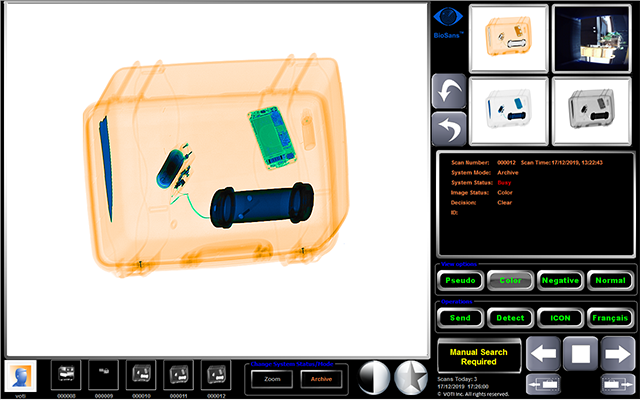 BioSans™
Scan Number: 000012 Scan Time: 17/12/2019, 13:22:43
System Mode: Archive
System Status: Busy
Image Status: Color
Decision: Clear
ID:
Pseudo
Color
Negative
Normal
Send
Detect
ICON
Français
Manual Search
Required
Scans Today: 3
17/12/2019 17:26:00
© VOTI Inc. All rights reserved.
Zoom
Archive
voti
000008
000009
000010
000011
000012